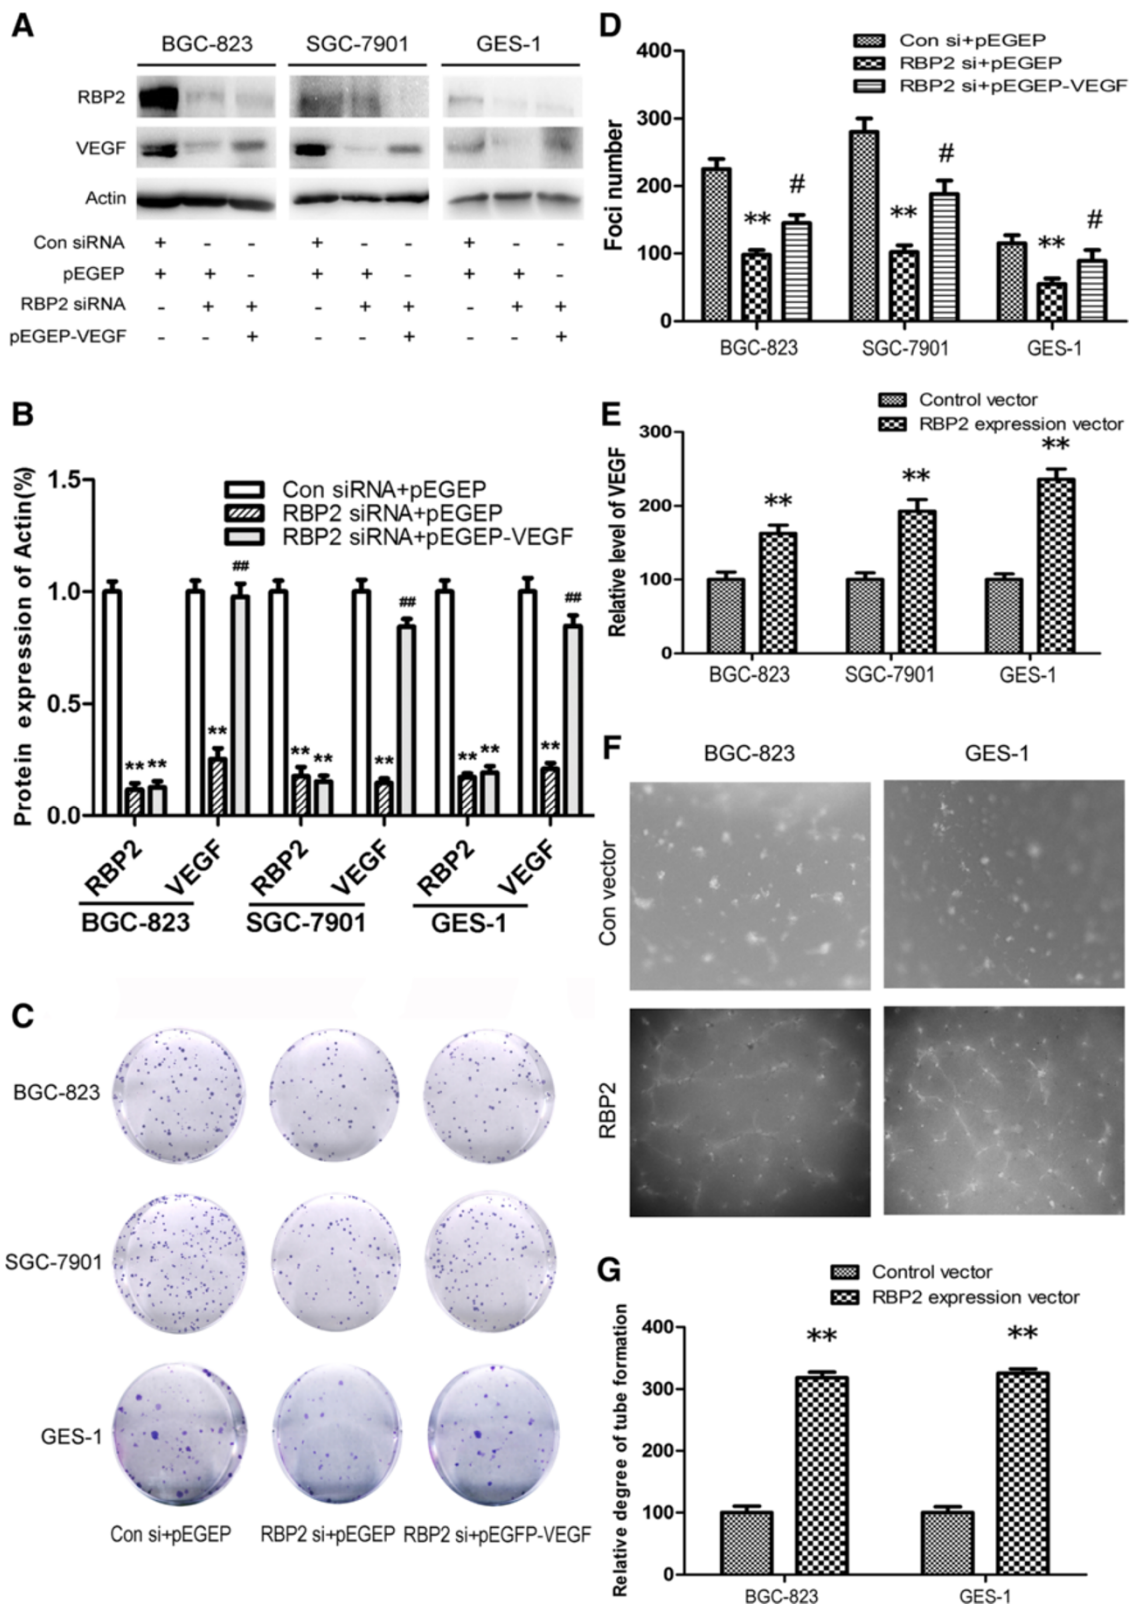 A
BGC-823 SGC-7901 GES-1
RBP2
VEGF
Actin
Con siRNA + - - + - - + - -
pEGEP + + - + + - + + -
RBP2 siRNA - + + - + + - + +
pEGEP-VEGF - - + - - + - - +
B
Protein expression of Actin(%)
1.5
1.0
0.5
0.0
Con siRNA+pEGEP
RBP2 siRNA+pEGEP
RBP2 siRNA+pEGEP-VEGF
** ** ** ## ** ** ** ## ** ** ** ##
RBP2 VEGF RBP2 VEGF RBP2 VEGF
BGC-823 SGC-7901 GES-1
C
BGC-823
SGC-7901
GES-1
Con si+pEGEP RBP2 si+pEGEP RBP2 si+pEGFP-VEGF
D
Con si+pEGEP
RBP2 si+pEGEP
RBP2 si+pEGEP-VEGF
Foci number
400
300
200
100
0
** # ** # ** #
BGC-823 SGC-7901 GES-1
E
Control vector
RBP2 expression vector
Relative level of VEGF
300
200
100
0
** ** **
BGC-823 SGC-7901 GES-1
F
BGC-823 GES-1
Con vector
RBP2
G
Control vector
RBP2 expression vector
Relative degree of tube formation
400
300
200
100
0
** **
BGC-823 GES-1